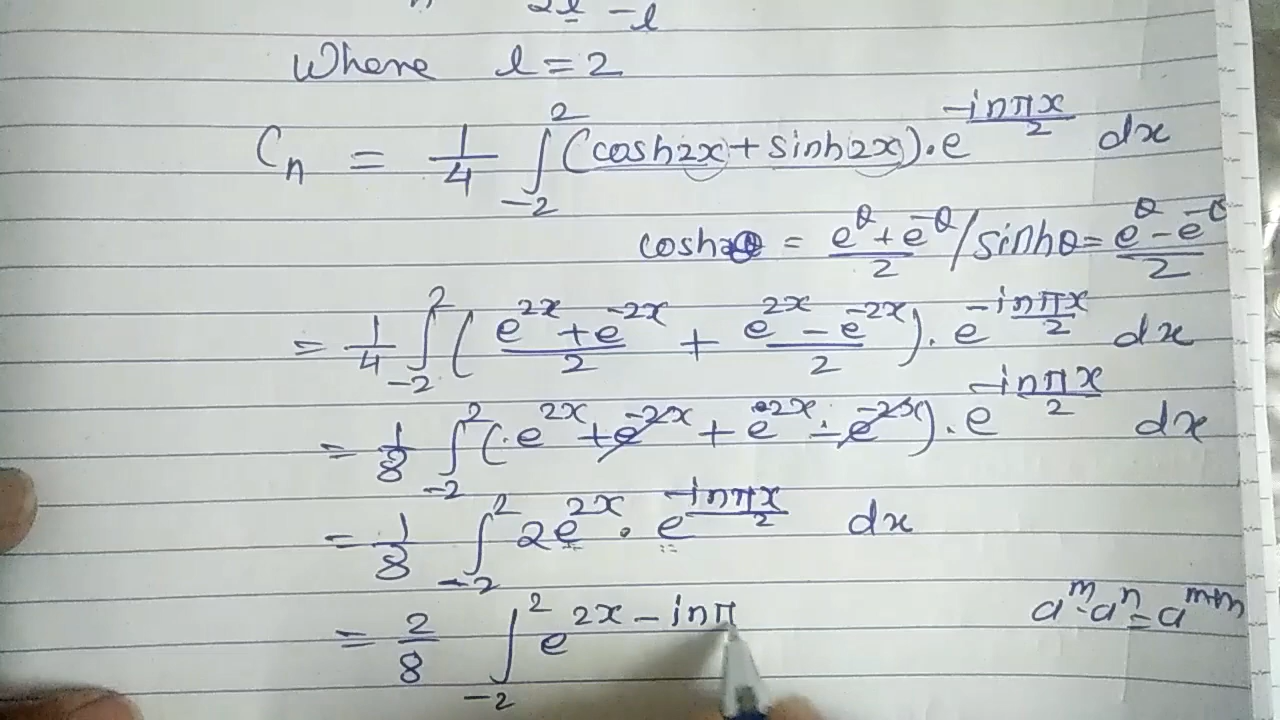 2l -l
Where l = 2
Cn = 1/4 ∫_{-2}^{2} (cosh2x + sinh2x) . e^{-inπx/2} dx
coshθ = (e^θ + e^{-θ})/2 / sinhθ = (e^θ - e^{-θ})/2
= 1/4 ∫_{-2}^{2} ( (e^{2x} + e^{-2x})/2 + (e^{2x} - e^{-2x})/2 ) . e^{-inπx/2} dx
= 1/8 ∫_{-2}^{2} ( e^{2x} + e^{-2x} + e^{2x} - e^{-2x} ) . e^{-inπx/2} dx
= 1/8 ∫_{-2}^{2} 2e^{2x} . e^{-inπx/2} dx
= 2/8 ∫_{-2}^{2} e^{2x - inπ} a^m . a^n = a^{m+n}